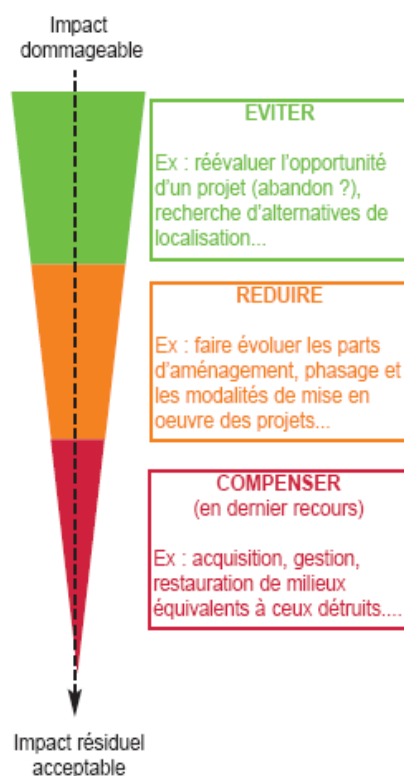 Impact
dommageable
EVITER
Ex : réévaluer l'opportunité
d'un projet (abandon ?),
recherche d'alternatives de
localisation...
REDUIRE
Ex : faire évoluer les parts
d'aménagement, phasage et
les modalités de mise en
oeuvre des projets...
COMPENSER
(en dernier recours)
Ex : acquisition, gestion,
restauration de milieux
équivalents à ceux détruits....
Impact résiduel
acceptable